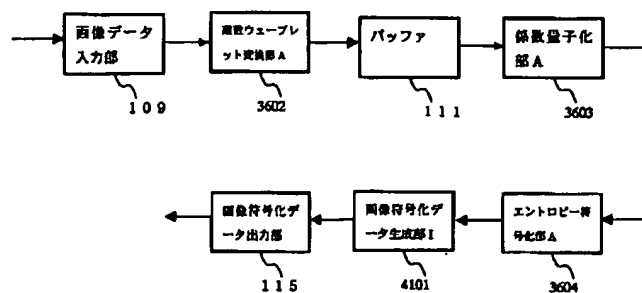 画像データ
入力部
離散ウェーブレ
ット変換部A
バッファ
係数量子化
部A
109
3602
111
3603
画像符号化デ
ータ出力部
画像符号化デ
ータ生成部I
エントロピー符
号化部A
115
4101
3604